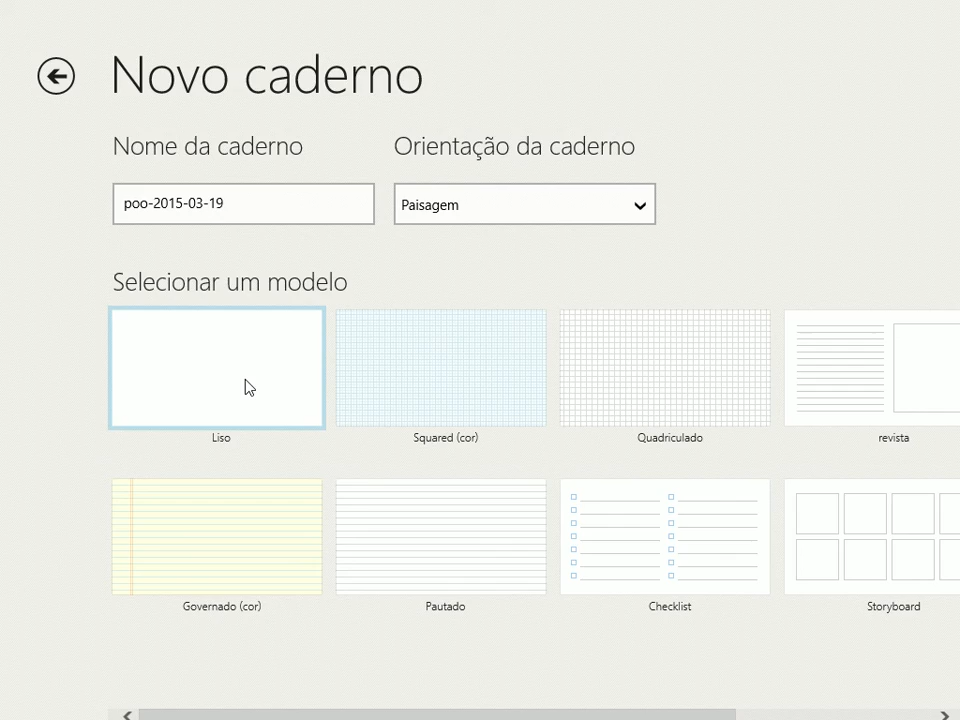 Novo caderno
Nome da caderno
Orientação da caderno
poo-2015-03-19
Paisagem
Selecionar um modelo
Liso
Squared (cor)
Quadriculado
revista
Governado (cor)
Pautado
Checklist
Storyboard